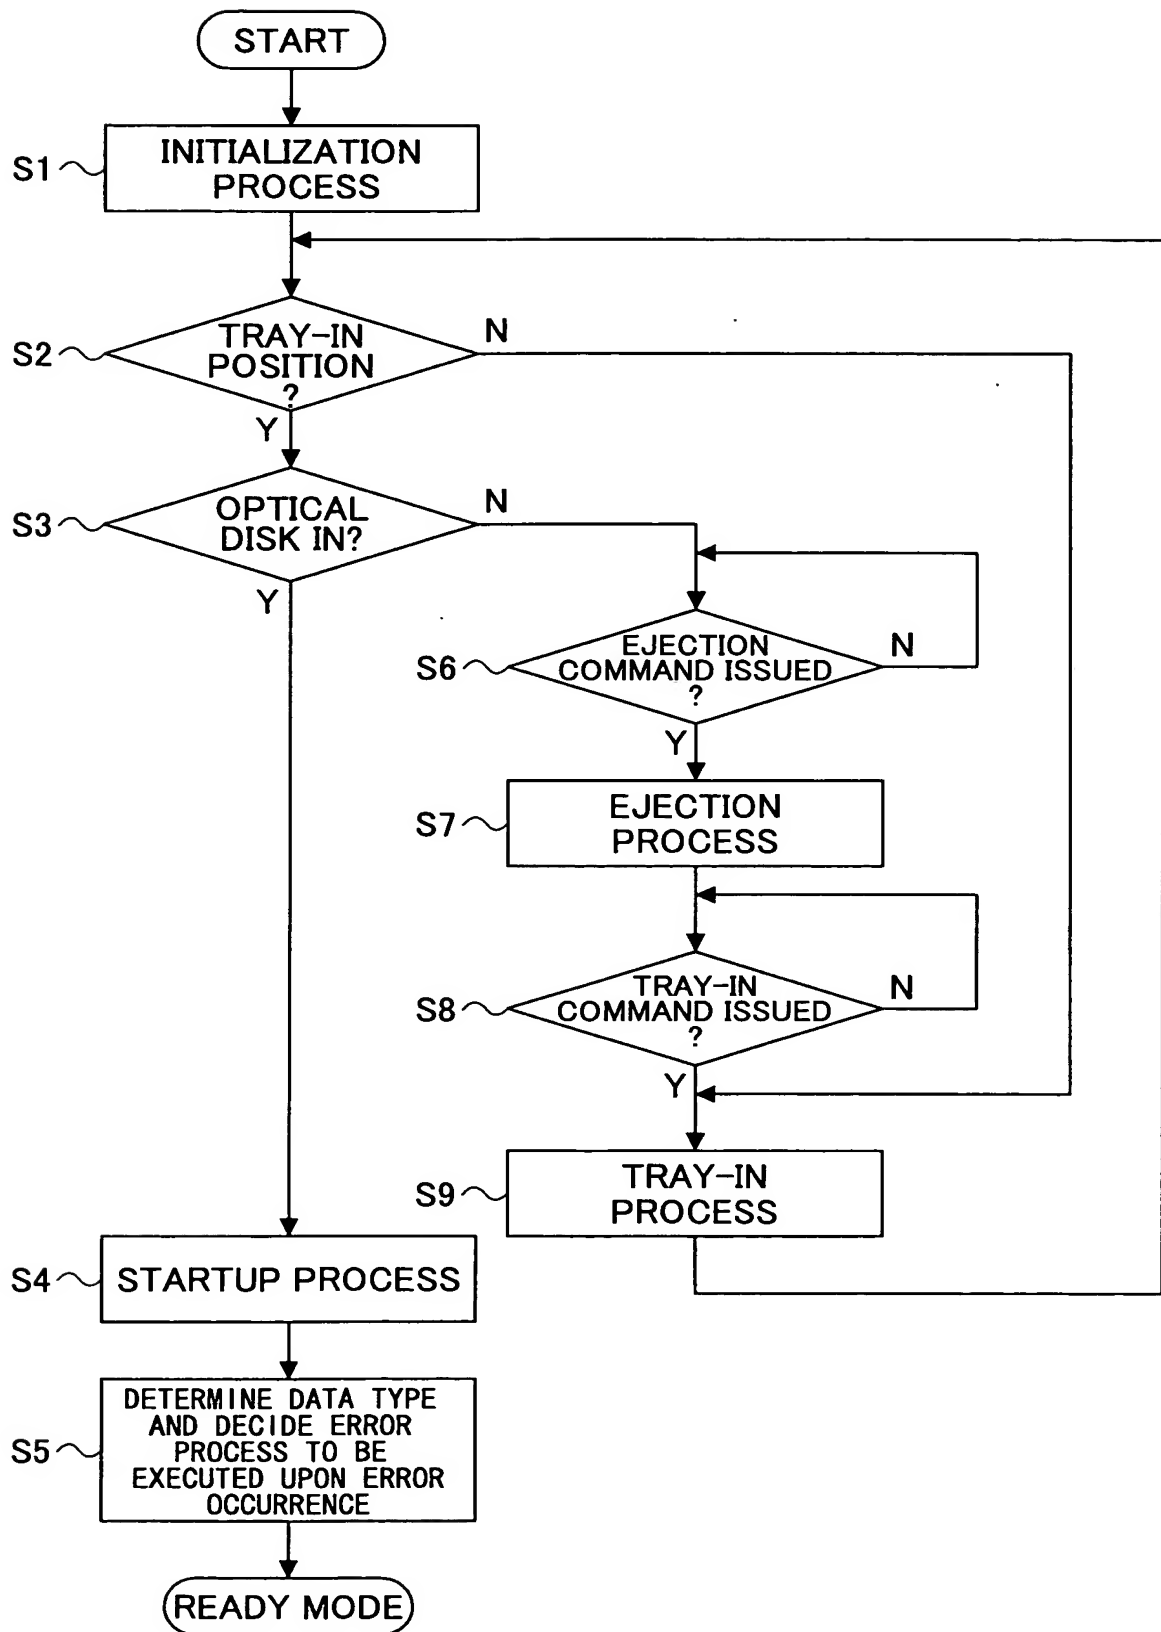 START
S1
INITIALIZATION
PROCESS
S2
TRAY-IN
POSITION
?
N
Y
S3
OPTICAL
DISK IN?
N
Y
S6
EJECTION
COMMAND ISSUED
?
N
Y
S7
EJECTION
PROCESS
S8
TRAY-IN
COMMAND ISSUED
?
N
Y
S9
TRAY-IN
PROCESS
S4
STARTUP PROCESS
S5
DETERMINE DATA TYPE
AND DECIDE ERROR
PROCESS TO BE
EXECUTED UPON ERROR
OCCURRENCE
READY MODE